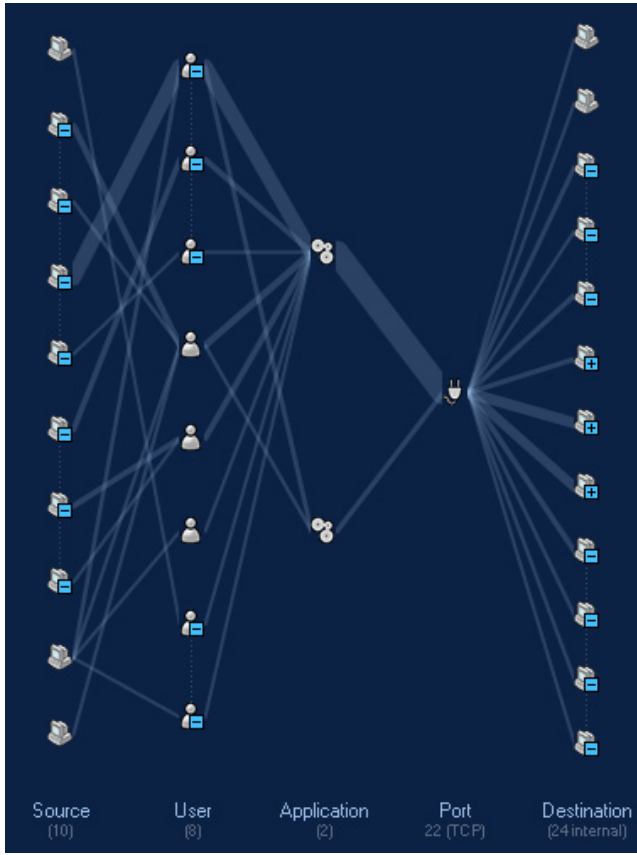 Source
(10)
User
(8)
Application
(2)
Port
22 (TCP)
Destination
(24 internal)